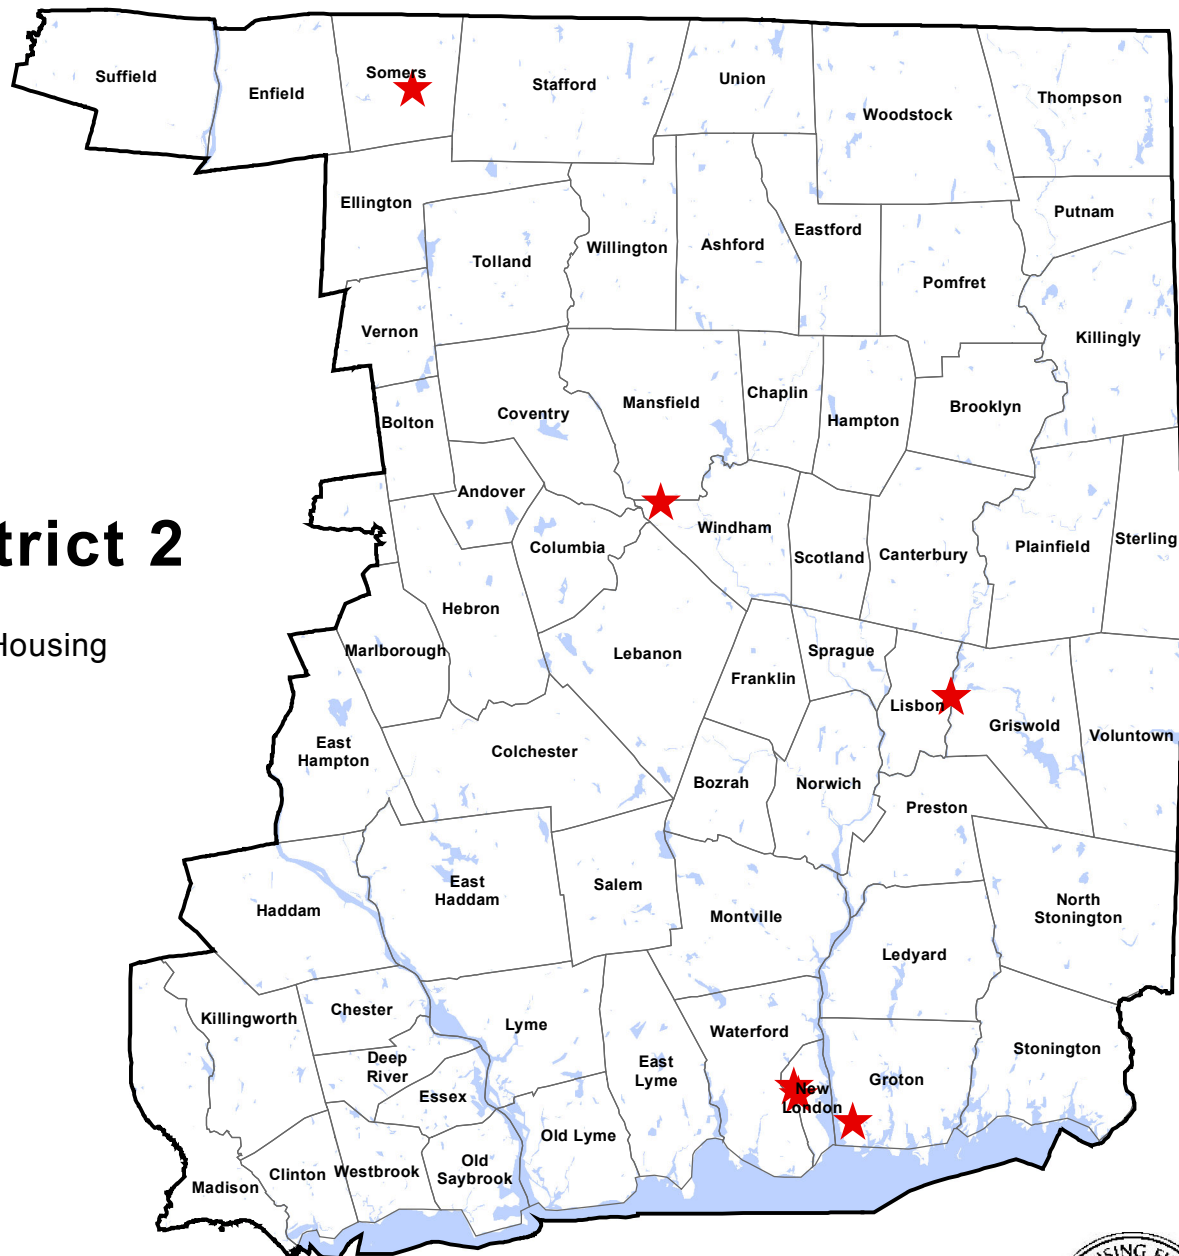 Suffield
Enfield
Somers
Stafford
Union
Woodstock
Thompson
Ellington
Tolland
Willington
Ashford
Eastford
Putnam
Pomfret
Killingly
Vernon
Bolton
Coventry
Mansfield
Chaplin
Hampton
Brooklyn
Andover
Columbia
Windham
Scotland
Canterbury
Plainfield
Sterling
trict 2
Housing
Hebron
Marlborough
Lebanon
Franklin
Sprague
Lisbon
Griswold
Voluntown
East
Hampton
Colchester
Bozrah
Norwich
Preston
Haddam
East
Haddam
Salem
Montville
Ledyard
North
Stonington
Killingworth
Chester
Deep
River
Essex
Lyme
East
Lyme
Waterford
New
London
Groton
Stonington
Madison
Clinton
Westbrook
Old
Saybrook
Old Lyme